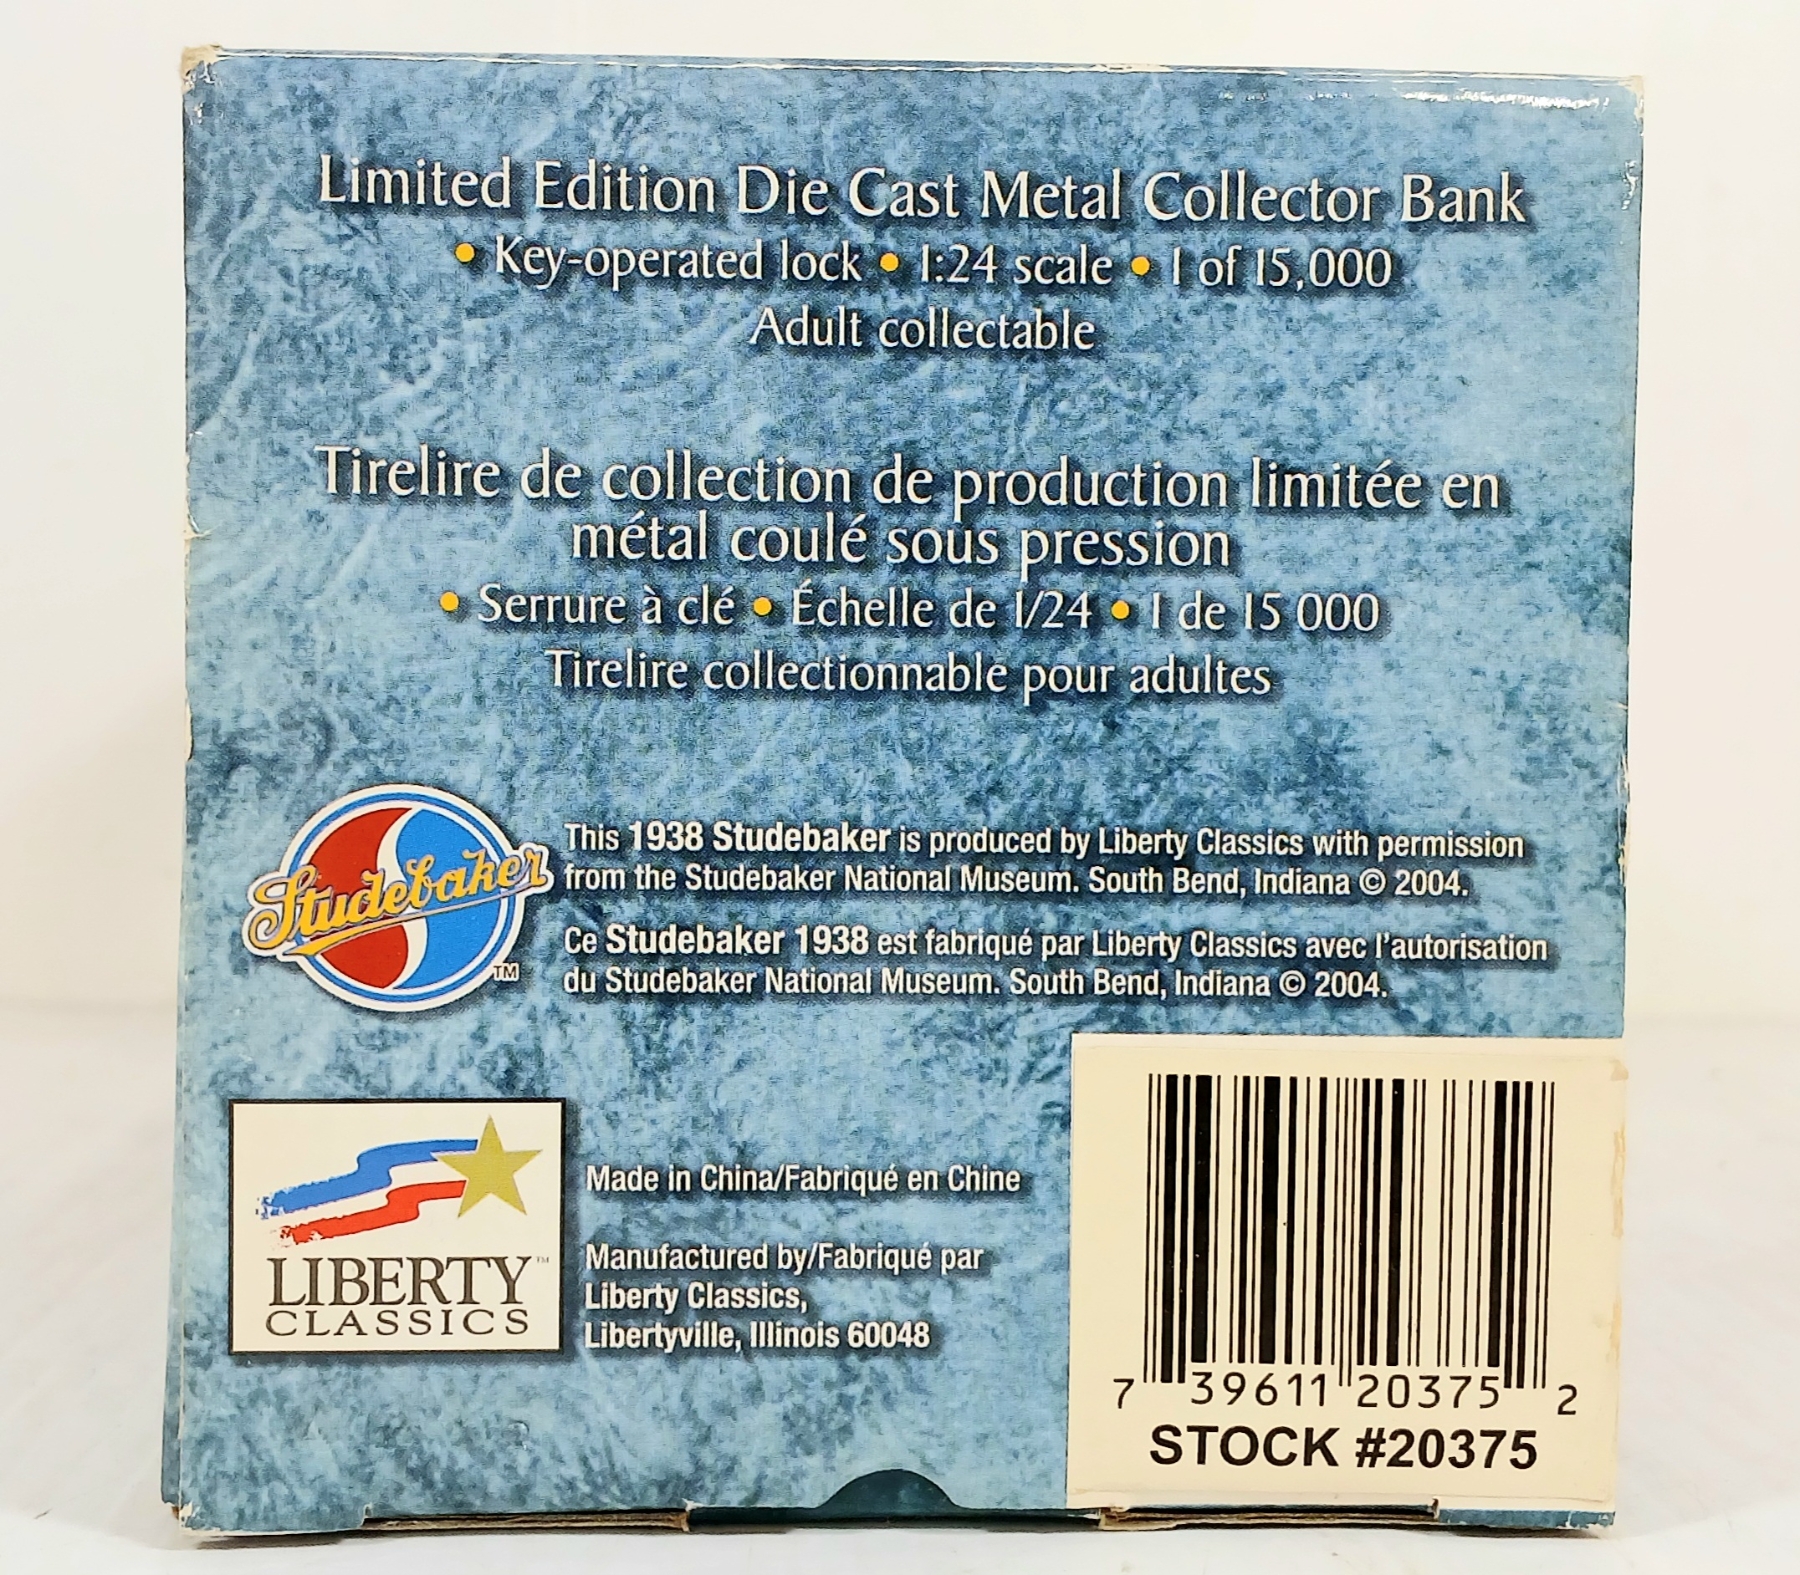 Limited Edition Die Cast Metal Collector Bank
• Key-operated lock • 1:24 scale • 1 of 15,000
Adult collectable
Tirelire de collection de production limitée en
métal coulé sous pression
• Serrure à clé • Échelle de 1/24 • 1 de 15 000
Tirelire collectionnable pour adultes
Studebaker
TM
This 1938 Studebaker is produced by Liberty Classics with permission
from the Studebaker National Museum. South Bend, Indiana © 2004.
Ce Studebaker 1938 est fabriqué par Liberty Classics avec l'autorisation
du Studebaker National Museum. South Bend, Indiana © 2004.
LIBERTY™
CLASSICS
Made in China/Fabriqué en Chine
Manufactured by/Fabriqué par
Liberty Classics,
Libertyville, Illinois 60048
7 39611 20375 2
STOCK #20375